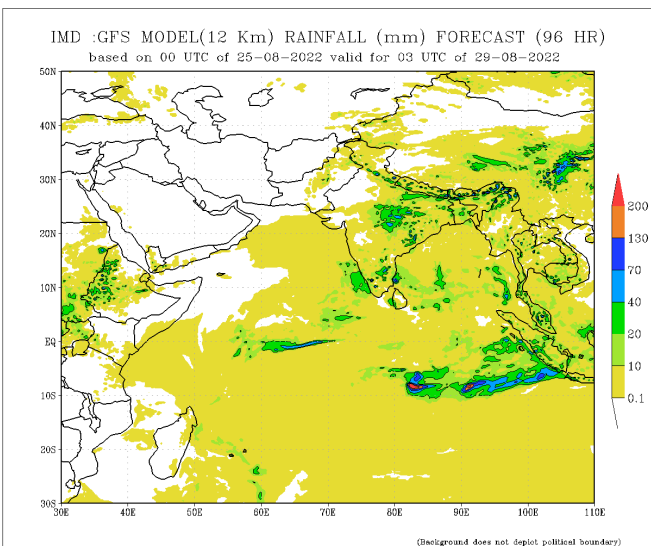 IMD :GFS MODEL(12 Km) RAINFALL (mm) FORECAST (96 HR)
based on 00 UTC of 25-08-2022 valid for 03 UTC of 29-08-2022
50N
40N
30N
20N
10N
EQ
10S
20S
30S
30E 40E 50E 60E 70E 80E 90E 100E 110E
200
130
70
40
20
10
0.1
(Background does not depict political boundary)